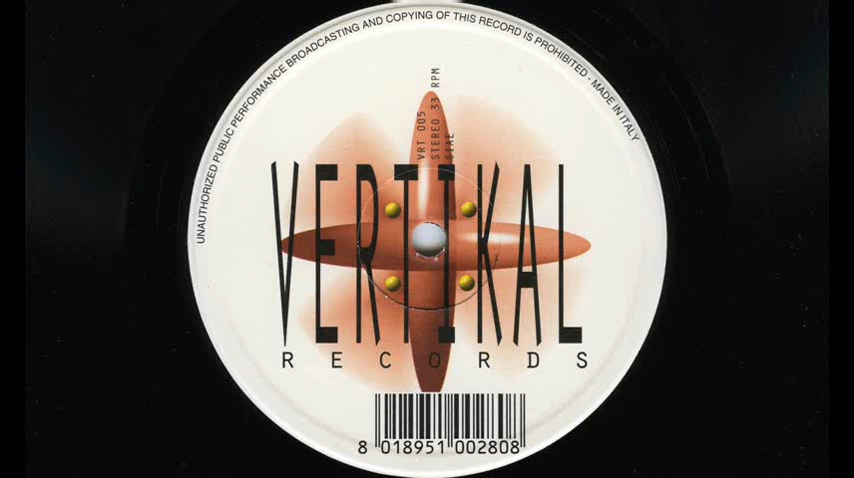 UNAUTHORIZED PUBLIC PERFORMANCE BROADCASTING AND COPYING OF THIS RECORD IS PROHIBITED - MADE IN ITALY
VRT 005
STEREO 33 RPM
SIAE
VERTIKAL
RECORDS
8 018951 002808